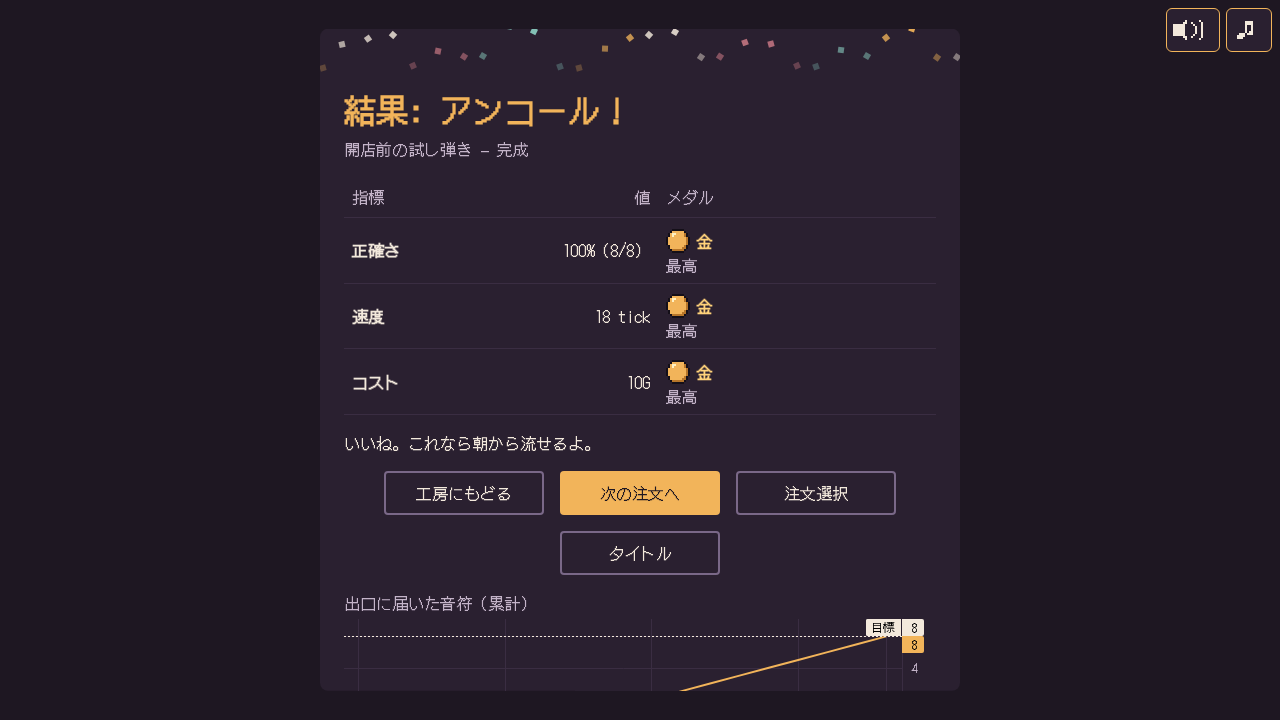 結果: アンコール！
開店前の試し弾き – 完成
指標 値 メダル
正確さ 100% (8/8) 金
最高
速度 18 tick 金
最高
コスト 10G 金
最高
いいね。これなら朝から流せるよ。
工房にもどる 次の注文へ 注文選択
タイトル
出口に届いた音符（累計）
目標 8
8
4